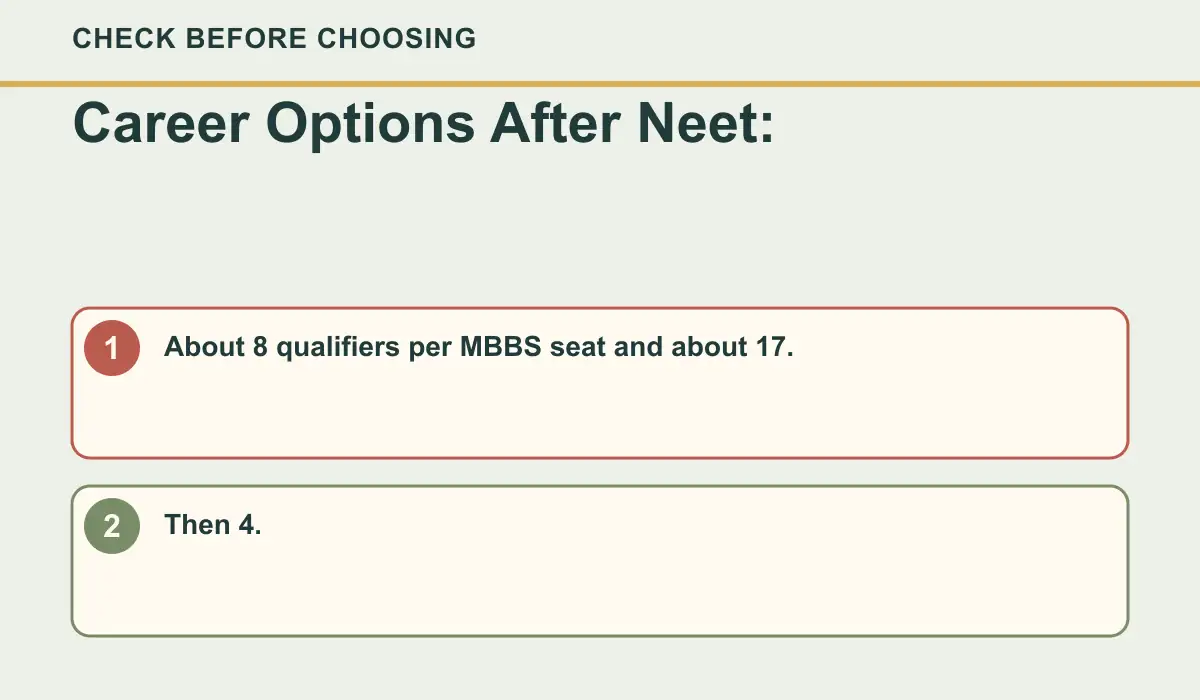 CHECK BEFORE CHOOSING
Career Options After Neet:
1 About 8 qualifiers per MBBS seat and about 17.
2 Then 4.